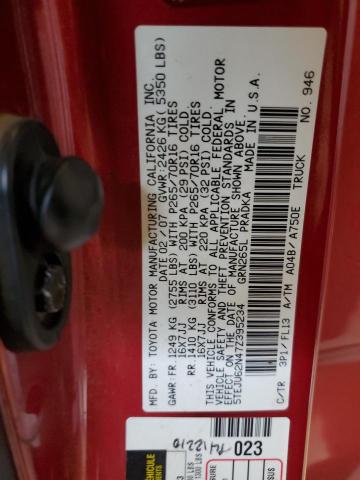 MFD. BY: TOYOTA MOTOR MANUFACTURING CALIFORNIA INC.
DATE 02/07 GVWR: 2426 KG (5350 LBS)
GAWR: FR 1249 KG (2755 LBS) WITH P265/70R16 TIRES
16X7JJ RIMS AT 200 KPA (29 PSI) COLD
RR 1410 KG (3110 LBS) WITH P265/70R16 TIRES
16X7JJ RIMS AT 220 KPA (32 PSI) COLD
THIS VEHICLE CONFORMS TO ALL APPLICABLE FEDERAL MOTOR
VEHICLE SAFETY AND THEFT PREVENTION STANDARDS IN
EFFECT ON THE DATE OF MANUFACTURE SHOWN ABOVE.
5TEJU62N47Z395234 GRN265L PRADKA MADE IN U.S.A.
TRUCK
C/TR 3P1/FL13 A/TM A04B/A750E
NO. 946
023